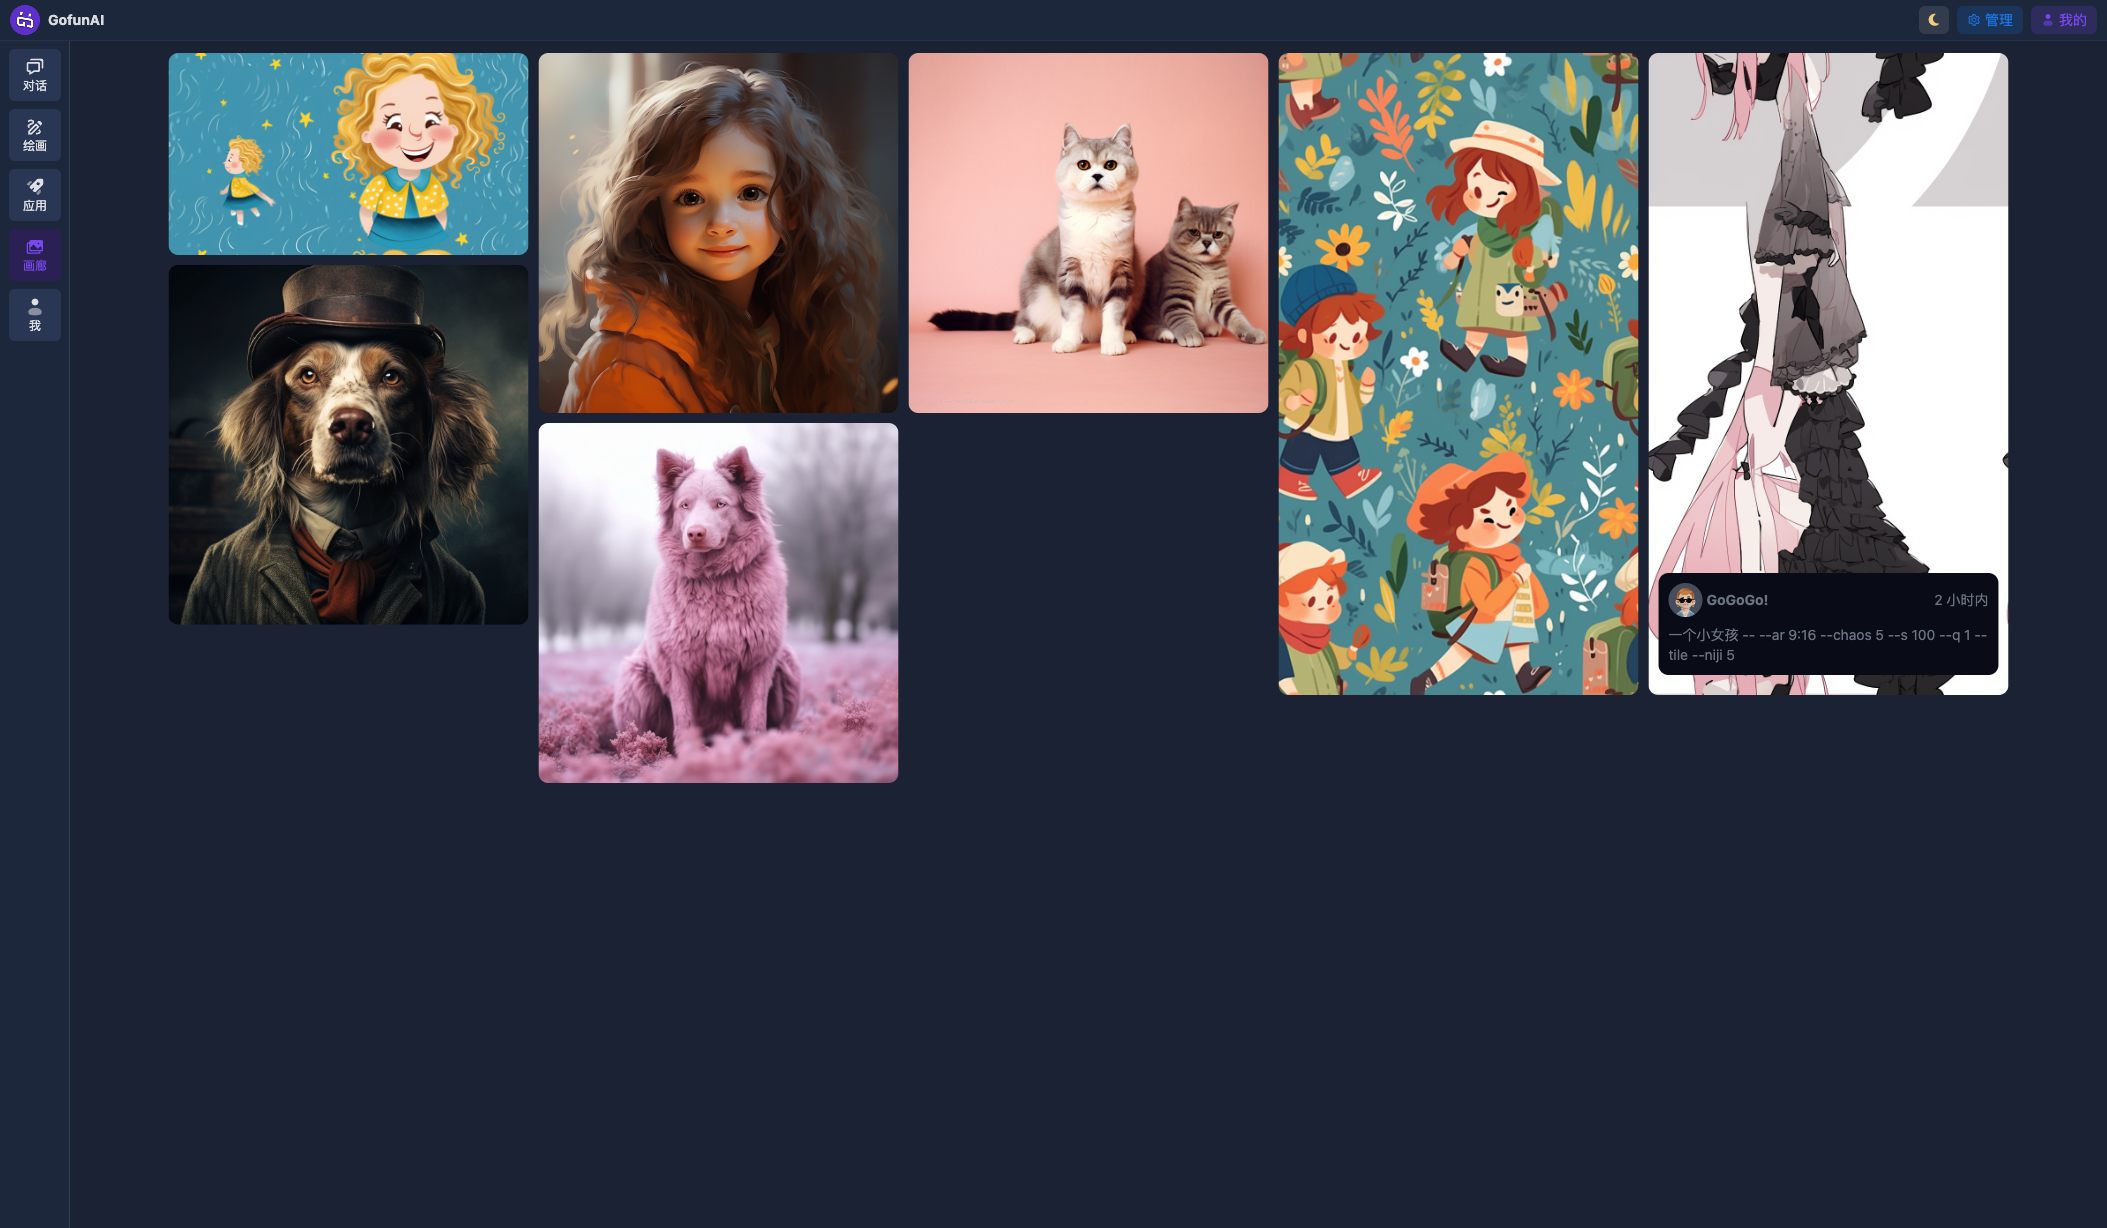 GofunAI
管理
我的
对话
绘画
应用
画廊
我
GoGoGo!
2 小时内
一个小女孩 -- --ar 9:16 --chaos 5 --s 100 --q 1 --
tile --niji 5